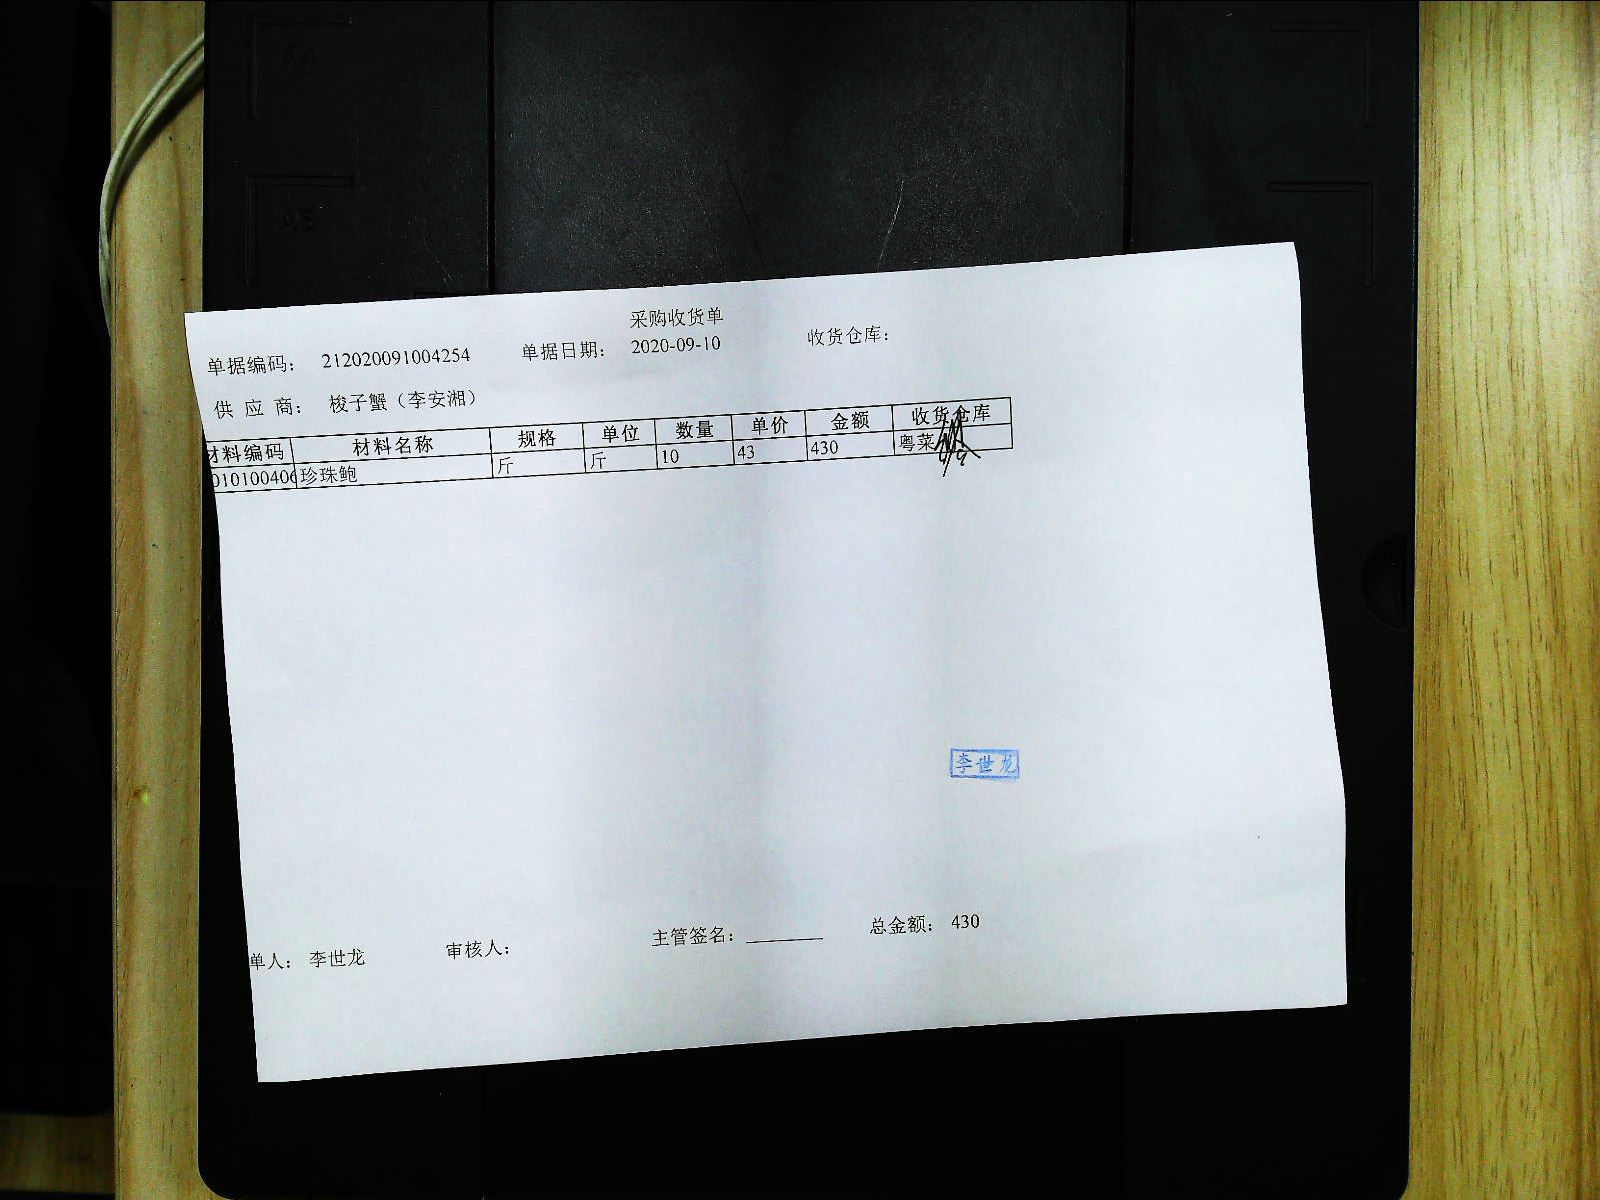 采购收货单
单据编码： 212020091004254 单据日期： 2020-09-10 收货仓库：
供 应 商： 梭子蟹（李安湘）
材料编码 材料名称 规格 单位 数量 单价 金额 收货仓库
010100406 珍珠鲍 斤 斤 10 43 430 粤菜
李世龙
单人： 李世龙 审核人： 主管签名： 总金额： 430